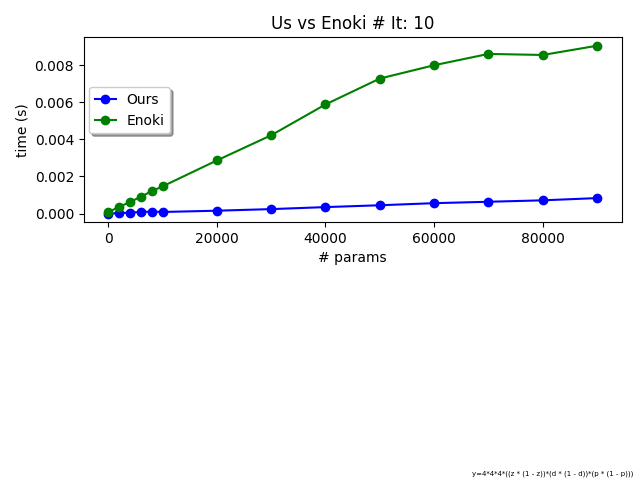 Us vs Enoki # It: 10
time (s)
0.008
0.006
0.004
0.002
0.000
Ours
Enoki
0
20000
40000
60000
80000
# params
y=4*4*4*((z * (1 - z))*(d * (1 - d))*(p * (1 - p)))